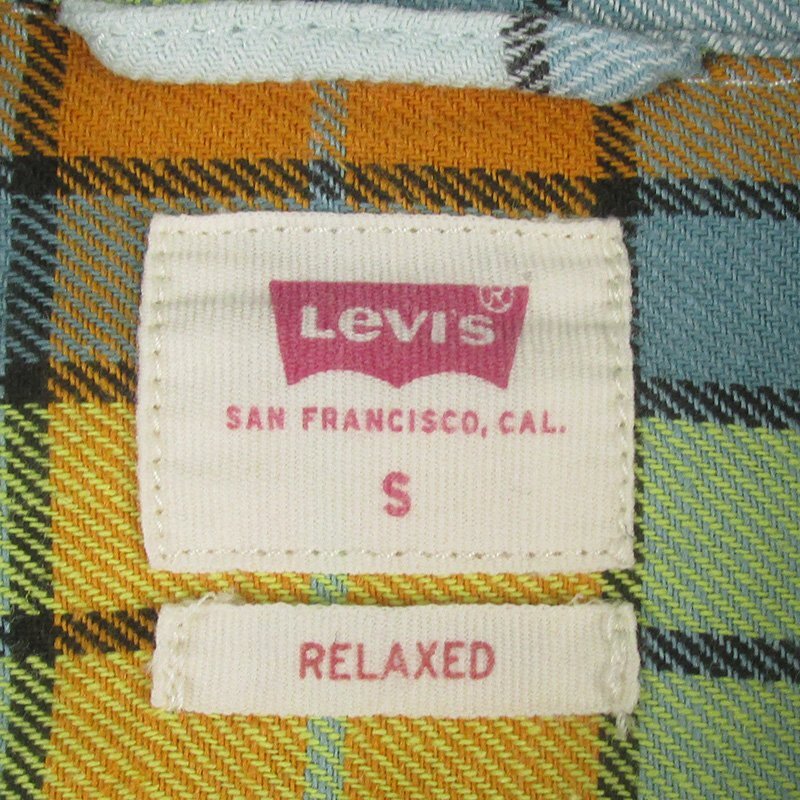 Levi's®
SAN FRANCISCO, CAL.
S
RELAXED